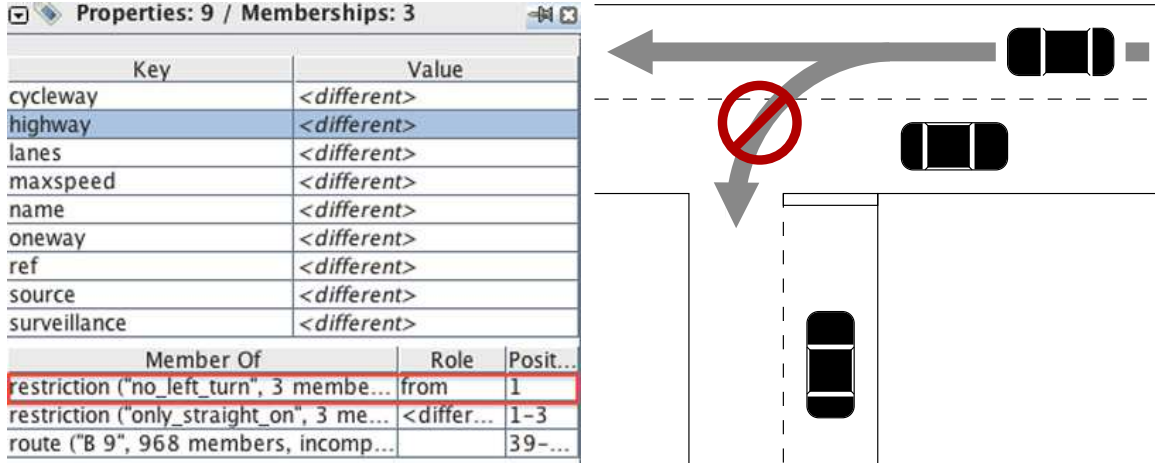 Properties: 9 / Memberships: 3
Key Value
cycleway <different>
highway <different>
lanes <different>
maxspeed <different>
name <different>
oneway <different>
ref <different>
source <different>
surveillance <different>
Member Of Role Posit...
restriction ("no_left_turn", 3 membe... from 1
restriction ("only_straight_on", 3 me... <differ... 1-3
route ("B 9", 968 members, incomp... 39-...